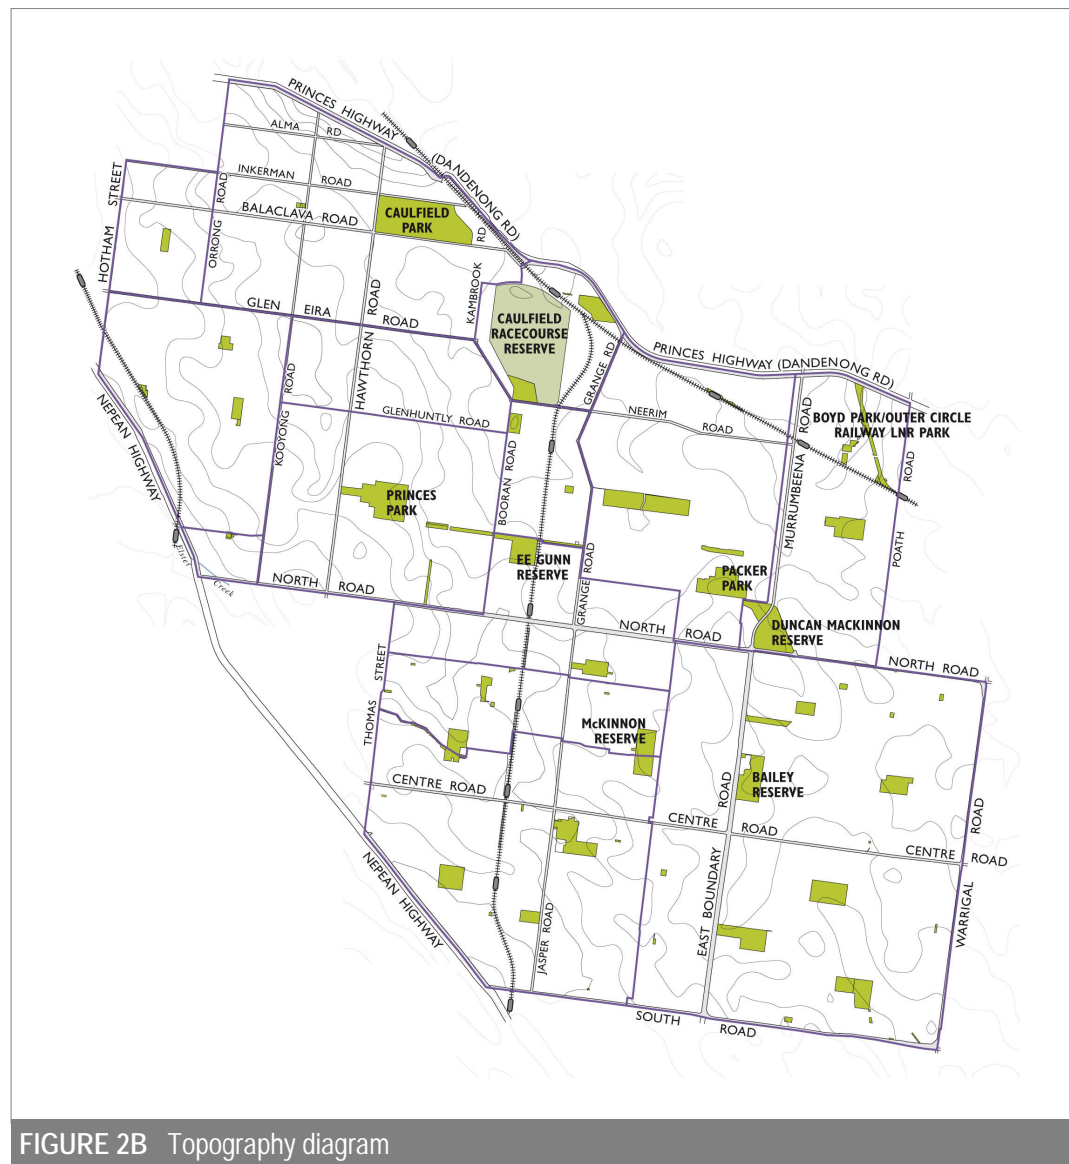 PRINCES HIGHWAY
(DANDENONG RD)
ALMA RD
INKERMAN ROAD
BALACLAVA ROAD
HOTHAM STREET
ORRONG ROAD
CAULFIELD
PARK
RD
KAMBROOK
GLEN EIRA ROAD
HAWTHORN ROAD
CAULFIELD
RACECOURSE
RESERVE
GRANGE RD
PRINCES HIGHWAY (DANDENONG RD)
NEPEAN HIGHWAY
KOOYONG ROAD
GLENHUNTLY ROAD
BOORAN ROAD
NEERIM ROAD
MURRUMBEENA ROAD
BOYD PARK/OUTER CIRCLE
RAILWAY LNR PARK
POATH ROAD
PRINCES
PARK
EE GUNN
RESERVE
GRANGE ROAD
PACKER
PARK
Elster Creek
NORTH ROAD
NORTH ROAD
DUNCAN MACKINNON
RESERVE
NORTH ROAD
THOMAS STREET
McKINNON
RESERVE
BAILEY
RESERVE
CENTRE ROAD
CENTRE ROAD
CENTRE ROAD
EAST BOUNDARY ROAD
WARRIGAL ROAD
NEPEAN HIGHWAY
JASPER ROAD
SOUTH ROAD
FIGURE 2B Topography diagram